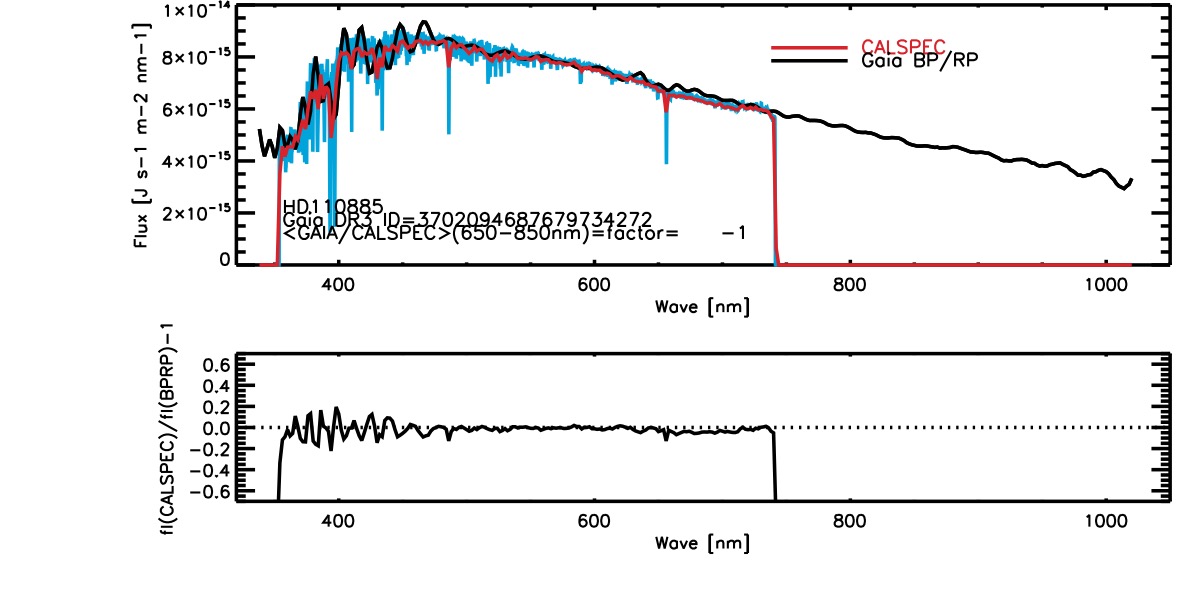 1×10−14
8×10−15
6×10−15
4×10−15
2×10−15
0
Flux [J s−1 m−2 nm−1]
CALSPEC
Gaia BP/RP
HD110885
Gaia DR3 ID=3702094687679734272
<GAIA/CALSPEC>(650−850nm)=factor= −1
400 600 800 1000
Wave [nm]
fl(CALSPEC)/fl(BPRP)−1
0.6
0.4
0.2
0.0
−0.2
−0.4
−0.6
400 600 800 1000
Wave [nm]